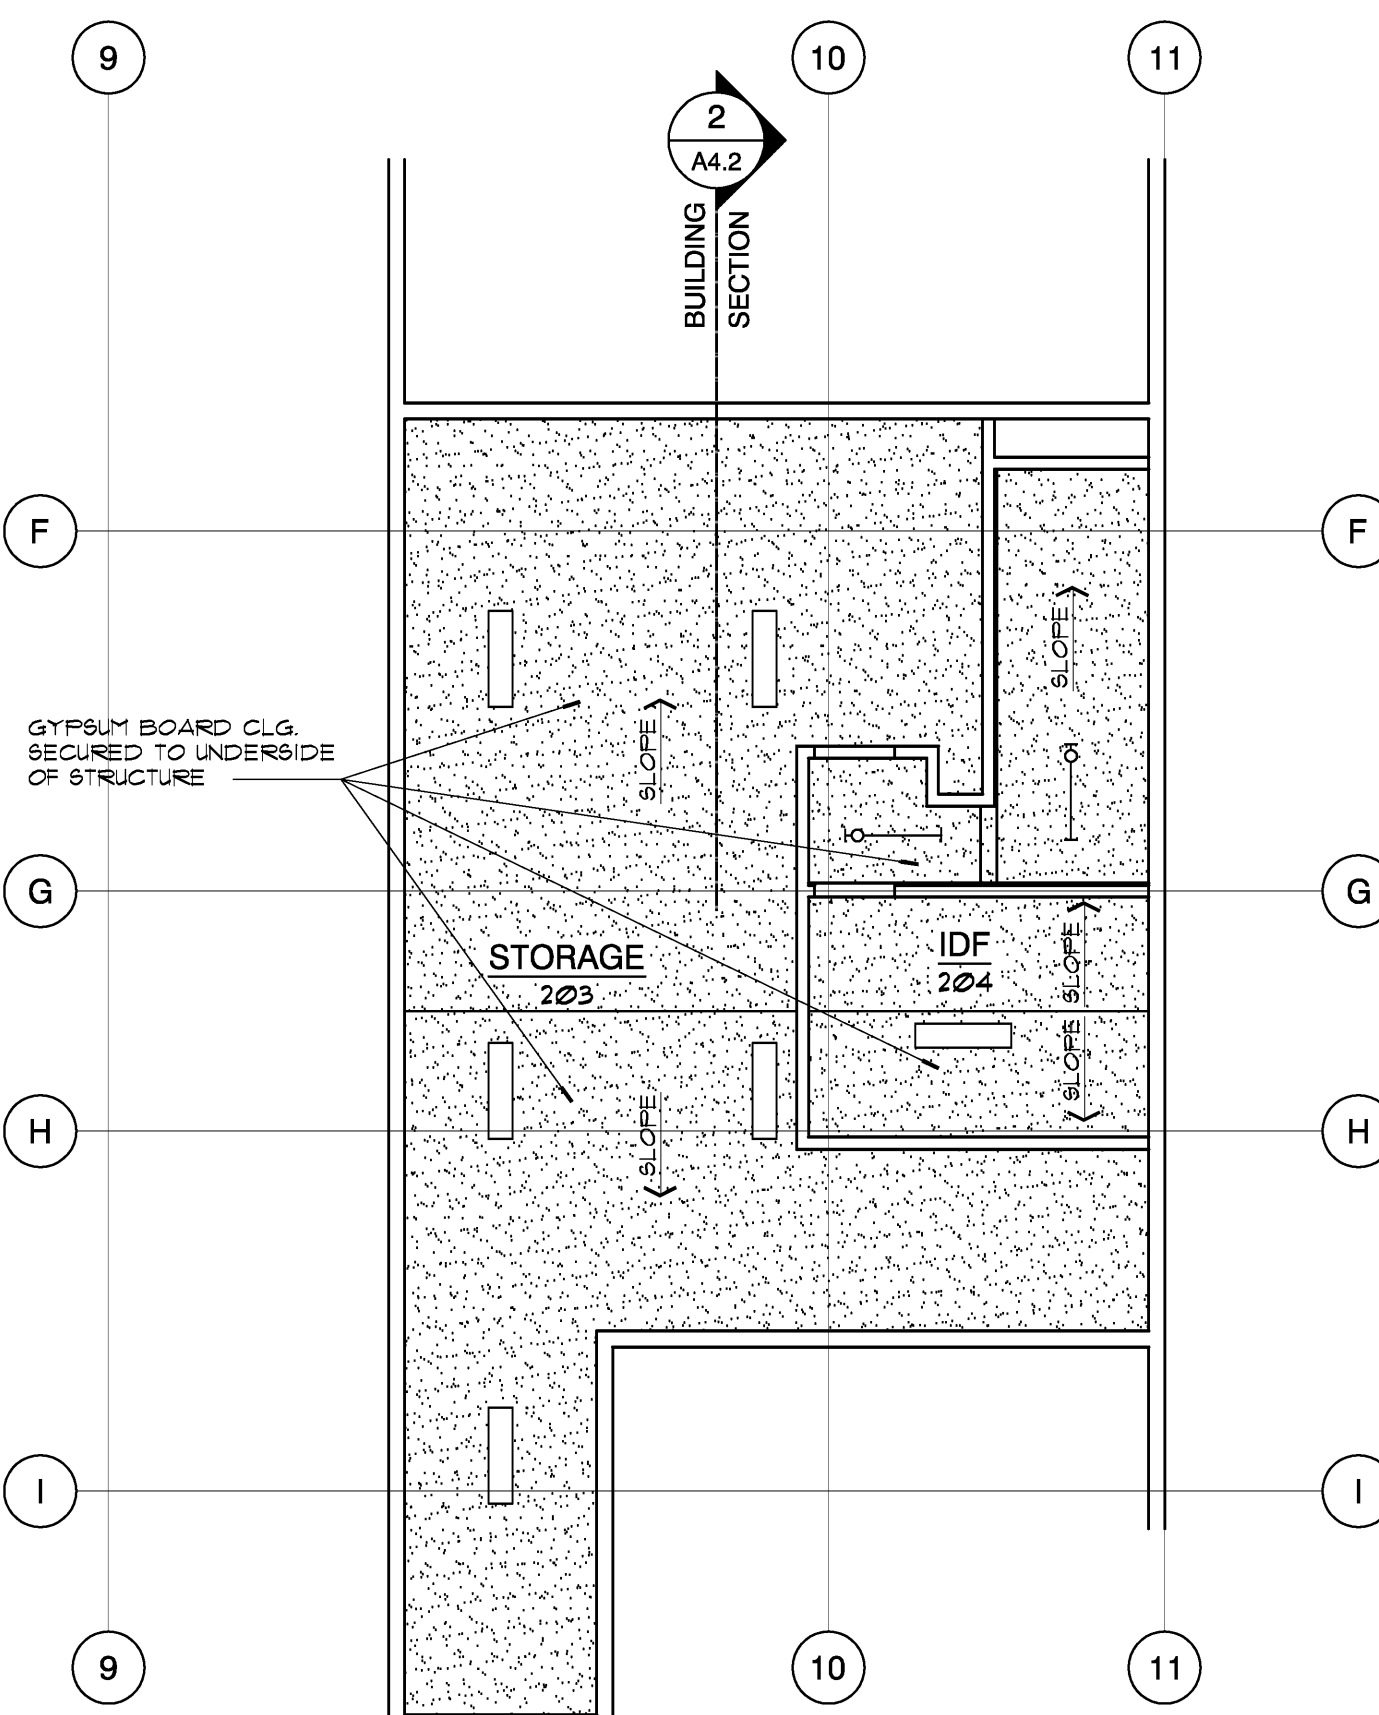 9
10
11
2
A4.2
BUILDING
SECTION
F
F
SLOPE
GYPSUM BOARD CLG.
SECURED TO UNDERSIDE
OF STRUCTURE
SLOPE
G
G
STORAGE
2Ø3
IDF
2Ø4
SLOPE
SLOPE
H
H
SLOPE
I
I
9
10
11